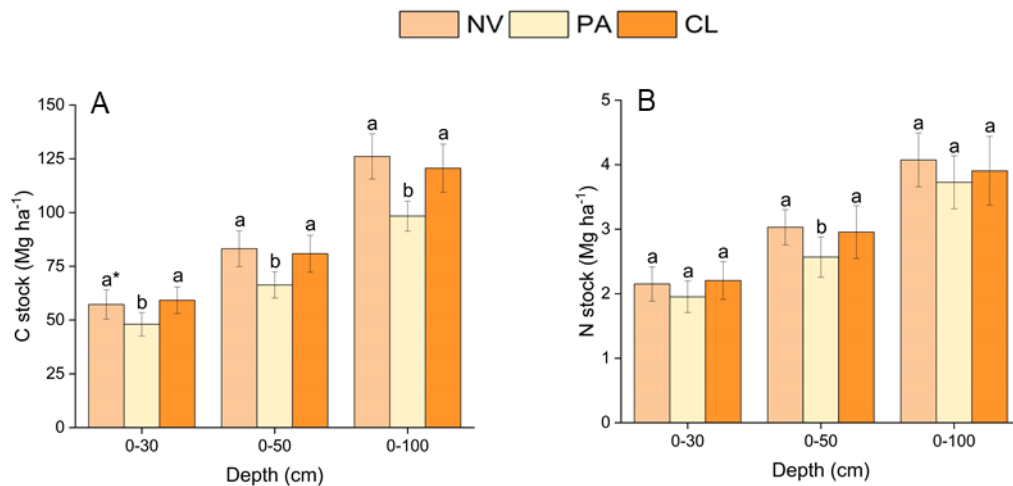 NV PA CL
A
150
125
100
75
50
25
0
C stock (Mg ha⁻¹)
a* b a
a b a
a b a
0-30 0-50 0-100
Depth (cm)
B
5
4
3
2
1
0
N stock (Mg ha⁻¹)
a a a
a b a
a a a
0-30 0-50 0-100
Depth (cm)